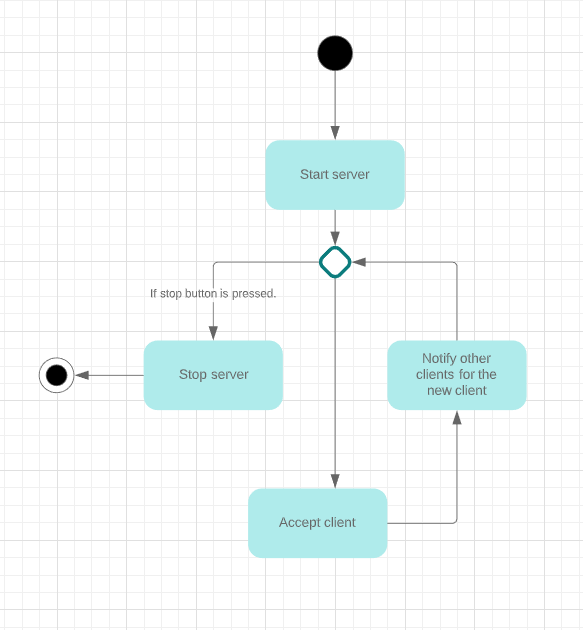 Start server
If stop button is pressed.
Stop server
Notify other
clients for the
new client
Accept client